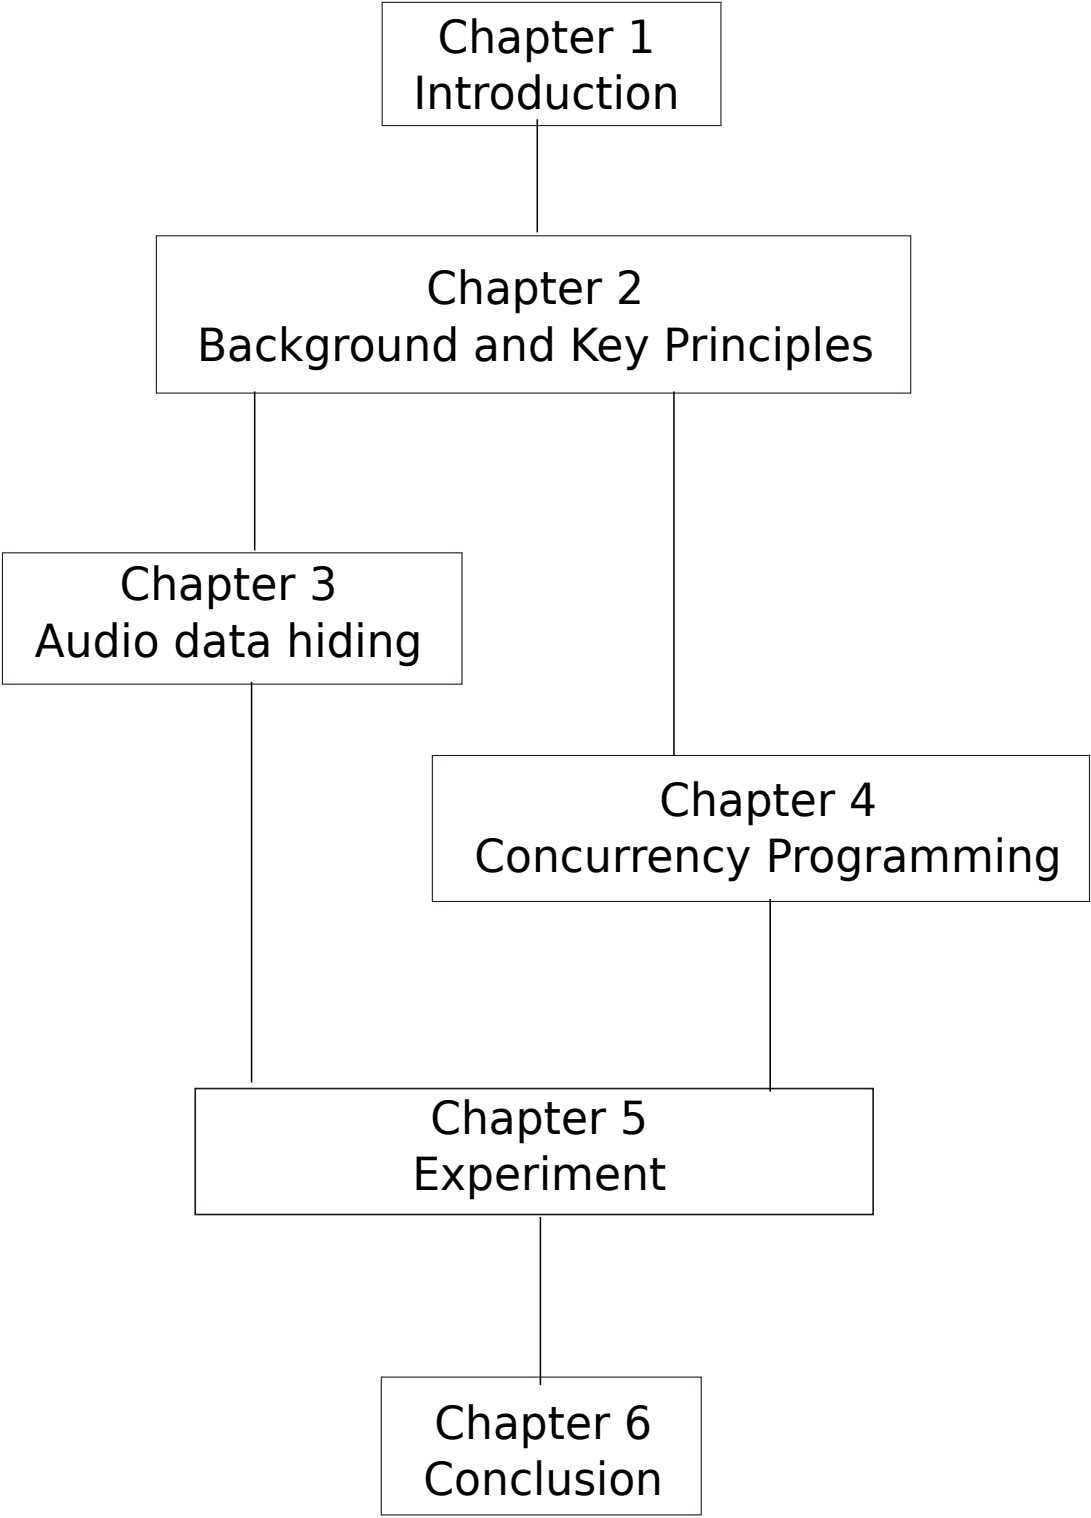 Chapter 1
Introduction
Chapter 2
Background and Key Principles
Chapter 3
Audio data hiding
Chapter 4
Concurrency Programming
Chapter 5
Experiment
Chapter 6
Conclusion